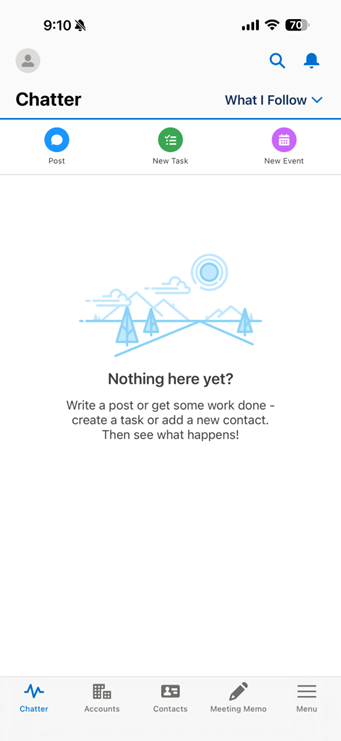 9:10
70
Chatter
What I Follow
Post
New Task
New Event
Nothing here yet?
Write a post or get some work done -
create a task or add a new contact.
Then see what happens!
Chatter
Accounts
Contacts
Meeting Memo
Menu